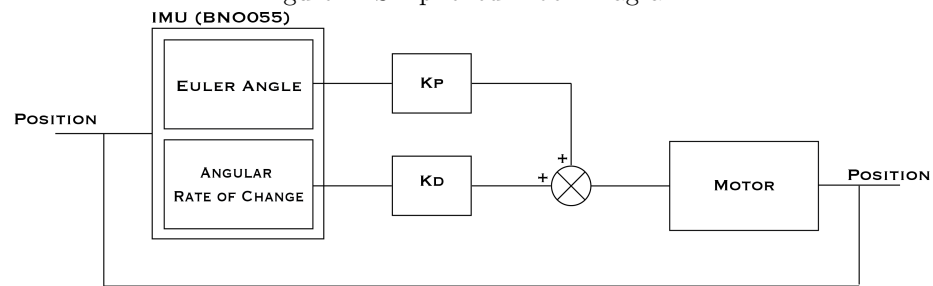 IMU (BNO055)
EULER ANGLE
KP
POSITION
ANGULAR
RATE OF CHANGE
KD
+
+
MOTOR
POSITION